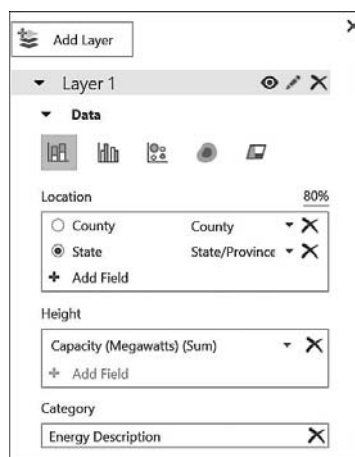 Add Layer
Layer 1
Data
Location 80%
County County
State State/Province
Add Field
Height
Capacity (Megawatts) (Sum)
Add Field
Category
Energy Description